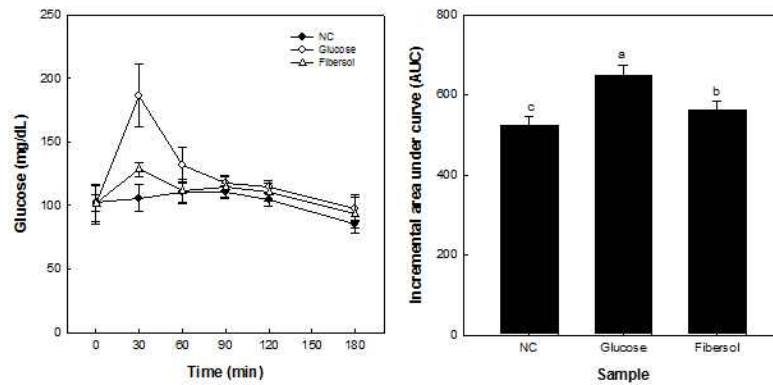 NC
Glucose
Fibersol
250
200
150
100
50
0
Glucose (mg/dL)
0 30 60 90 120 180
Time (min)
800
600
400
200
0
Incremental area under curve (AUC)
c
a
b
NC Glucose Fibersol
Sample